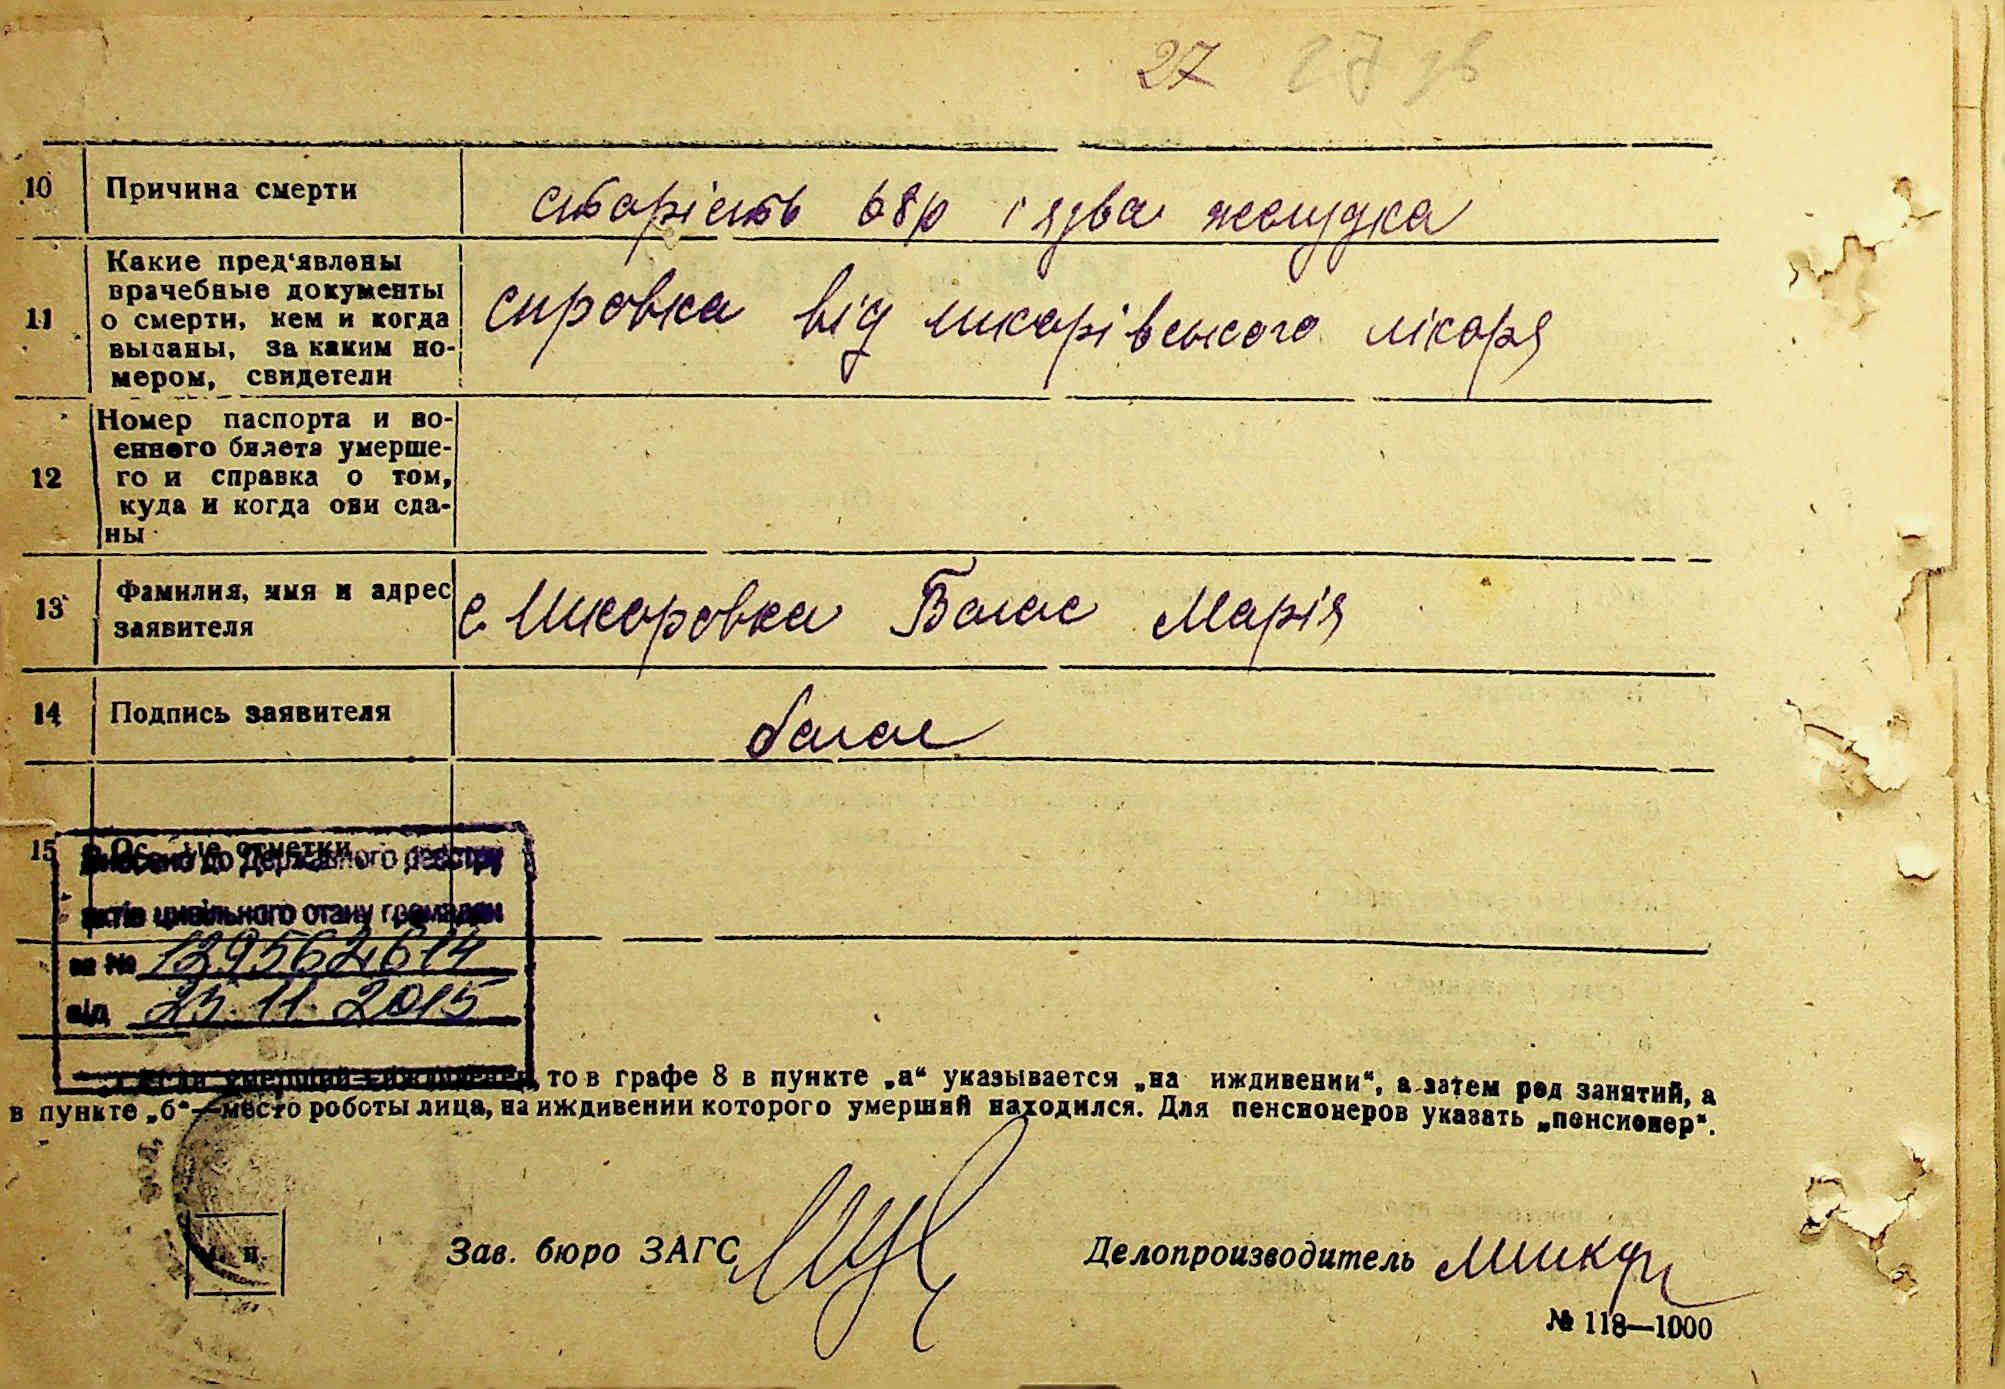 27 27
10 Причина смерти старість 68р і язва желудка
11 Какие пред‘явлены
врачебные документы
о смерти, кем и когда
выданы, за каким но-
мером, свидетели
справка від лікаря
12 Номер паспорта и во-
енного билета умерше-
го и справка о том,
куда и когда они сда-
ны
13 Фамилия, имя и адрес
заявителя
с. Балас Марія
14 Подпись заявителя балас
15 Особые отметки
Внесено до Державного реєстру
актів цивільного стану громадян
за № 12956
від 23.11.2015
то в графе 8 в пункте „а“ указывается „на иждивении“, а затем род занятий, а
в пункте „б“—место роботы лица, на иждивении которого умерший находился. Для пенсионеров указать „пенсионер“.
м. п.
Зав. бюро ЗАГС Делопроизводитель
№ 118—1000